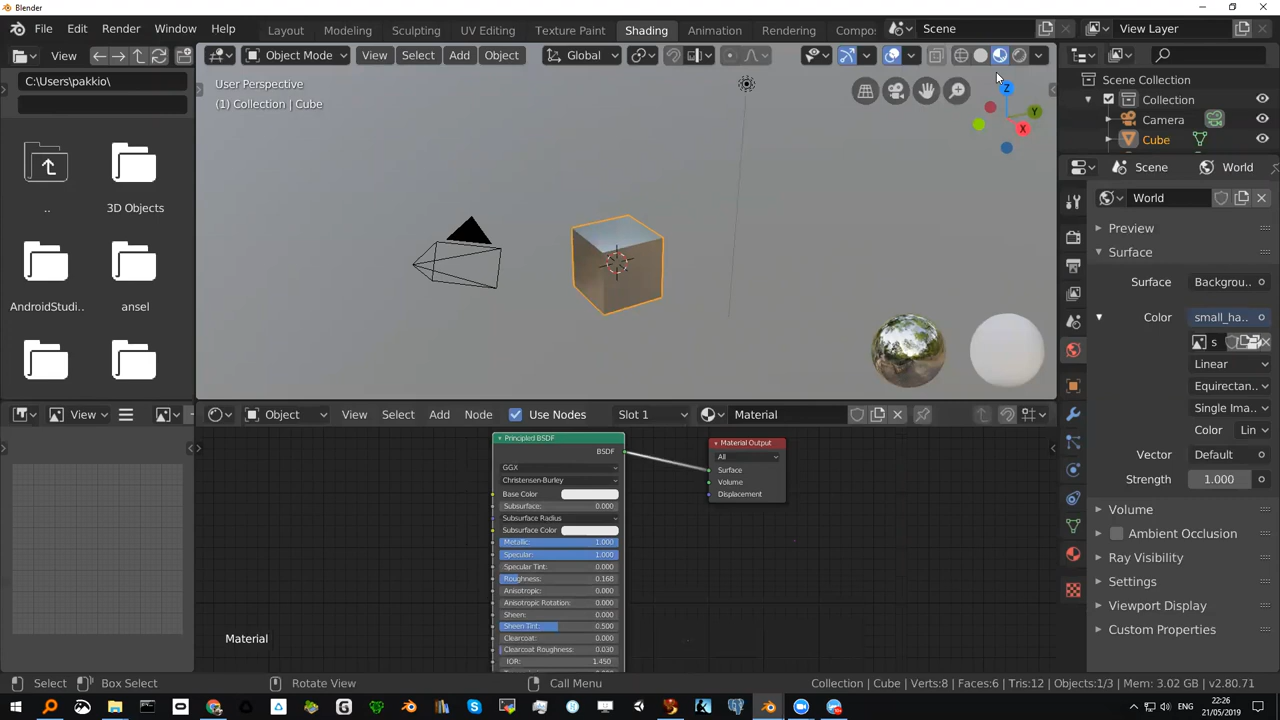 Blender
File Edit Render Window Help Layout Modeling Sculpting UV Editing Texture Paint Shading Animation Rendering Compos Scene View Layer
View Object Mode View Select Add Object Global
C:\Users\pakkio\
User Perspective
(1) Collection | Cube
Z
Y
X
Scene Collection
Collection
Camera
Cube
..
3D Objects
AndroidStudi..
ansel
Scene World
World
Preview
Surface
Surface Backgrou..
Color small_ha..
s
Linear
Equirectan..
Single Ima..
Color Lin
Vector Default
Strength 1.000
Volume
Ambient Occlusion
Ray Visibility
Settings
Viewport Display
Custom Properties
View Object View Select Add Node Use Nodes Slot 1 Material
Principled BSDF
BSDF
GGX
Christensen-Burley
Base Color
Subsurface: 0.000
Subsurface Radius
Subsurface Color
Metallic: 1.000
Specular: 1.000
Specular Tint: 0.000
Roughness: 0.168
Anisotropic: 0.000
Anisotropic Rotation: 0.000
Sheen: 0.000
Sheen Tint: 0.500
Clearcoat: 0.000
Clearcoat Roughness: 0.030
IOR: 1.450
Material Output
All
Surface
Volume
Displacement
Material
Select Box Select Rotate View Call Menu Collection | Cube | Verts:8 | Faces:6 | Tris:12 | Objects:1/3 | Mem: 3.02 GB | v2.80.71
22:26
21/05/2019